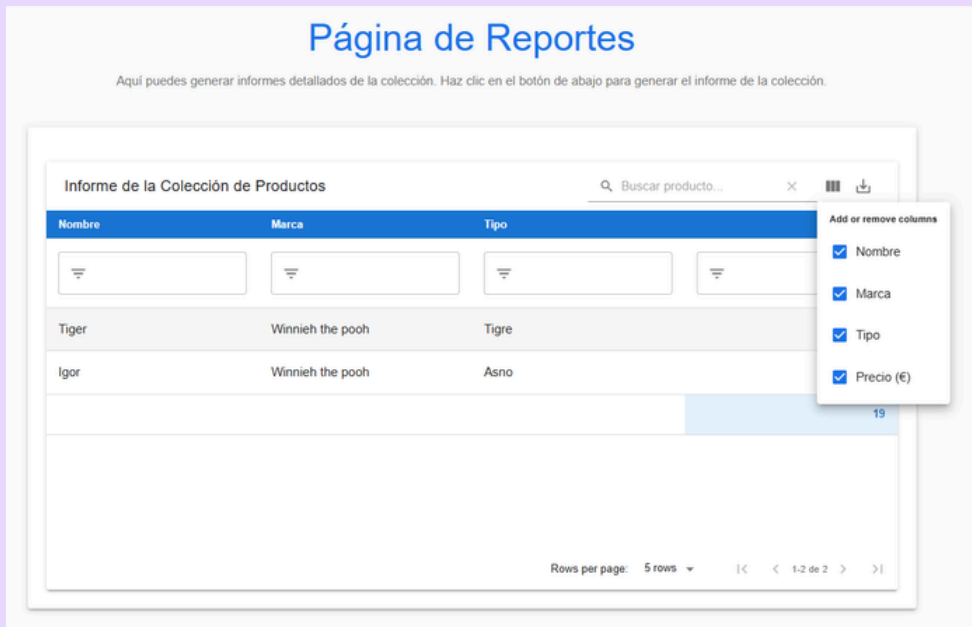 Página de Reportes
Aquí puedes generar informes detallados de la colección. Haz clic en el botón de abajo para generar el informe de la colección.
Informe de la Colección de Productos
Buscar producto...
Add or remove columns
Nombre Marca Tipo
Nombre
Marca
Tipo
Precio (€)
Tiger Winnieh the pooh Tigre
Igor Winnieh the pooh Asno
19
Rows per page: 5 rows 1-2 de 2